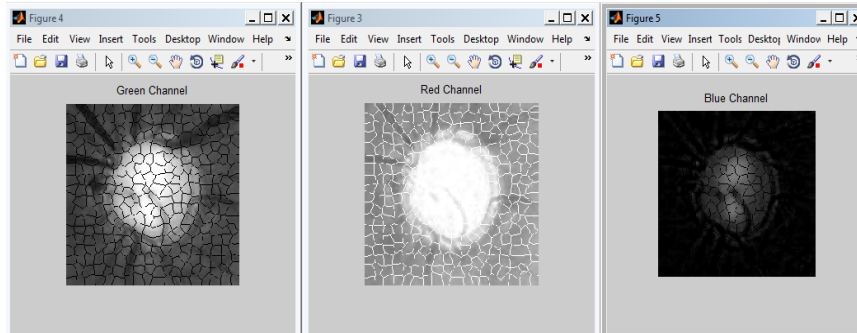 Figure 4
File Edit View Insert Tools Desktop Window Help
Green Channel
Figure 3
File Edit View Insert Tools Desktop Window Help
Red Channel
Figure 5
File Edit View Insert Tools Desktop Window Help
Blue Channel